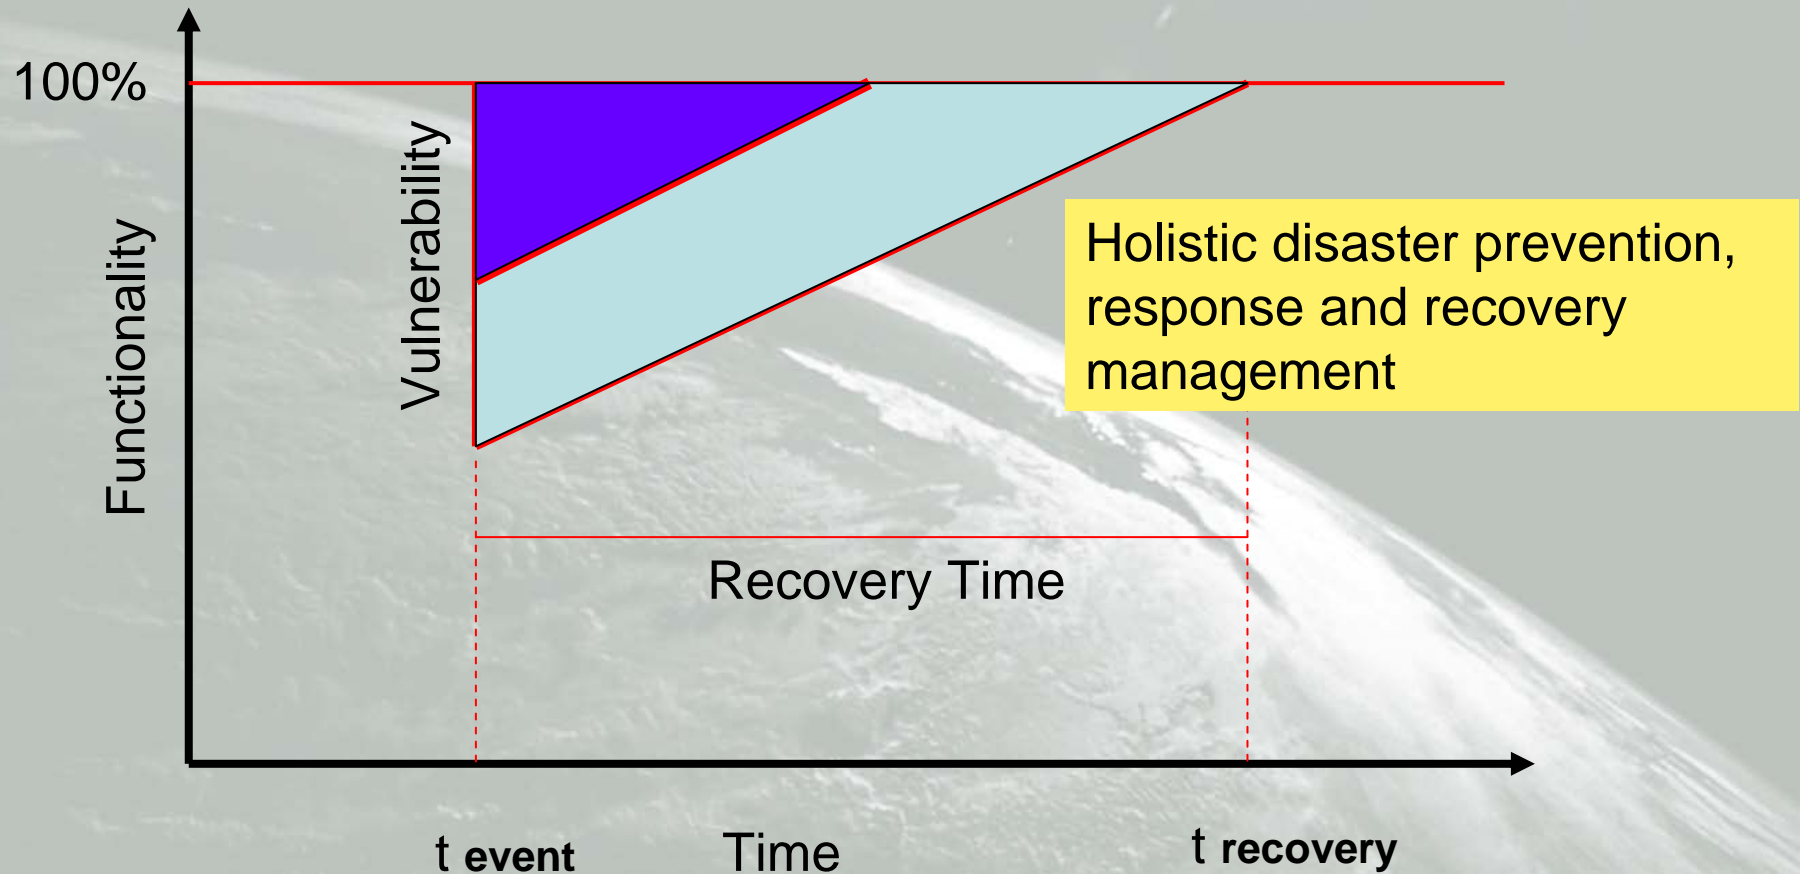 100%
Functionality
Vulnerability
Holistic disaster prevention,
response and recovery
management
Recovery Time
t event
Time
t recovery